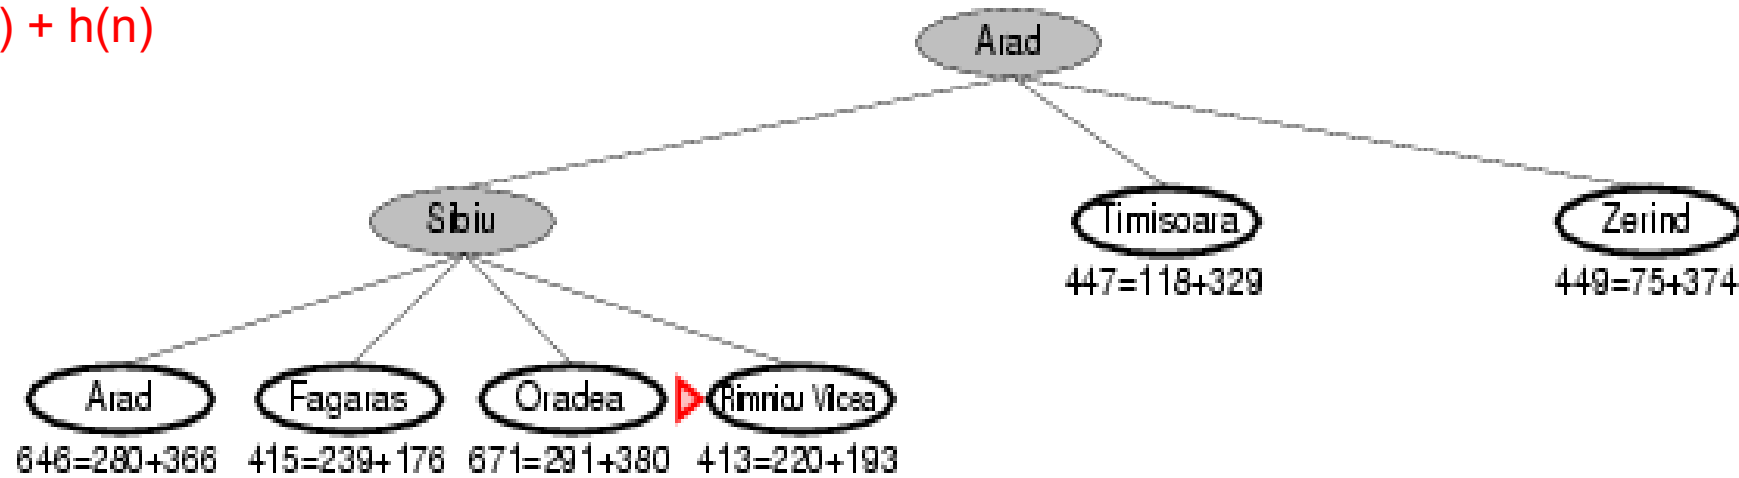 ) + h(n)
Arad
Sibiu
Timisoara
Zerind
447=118+329
449=75+374
Arad
Fagaras
Oradea
Rimnicu Vilcea
646=280+366
415=239+176
671=291+380
413=220+193